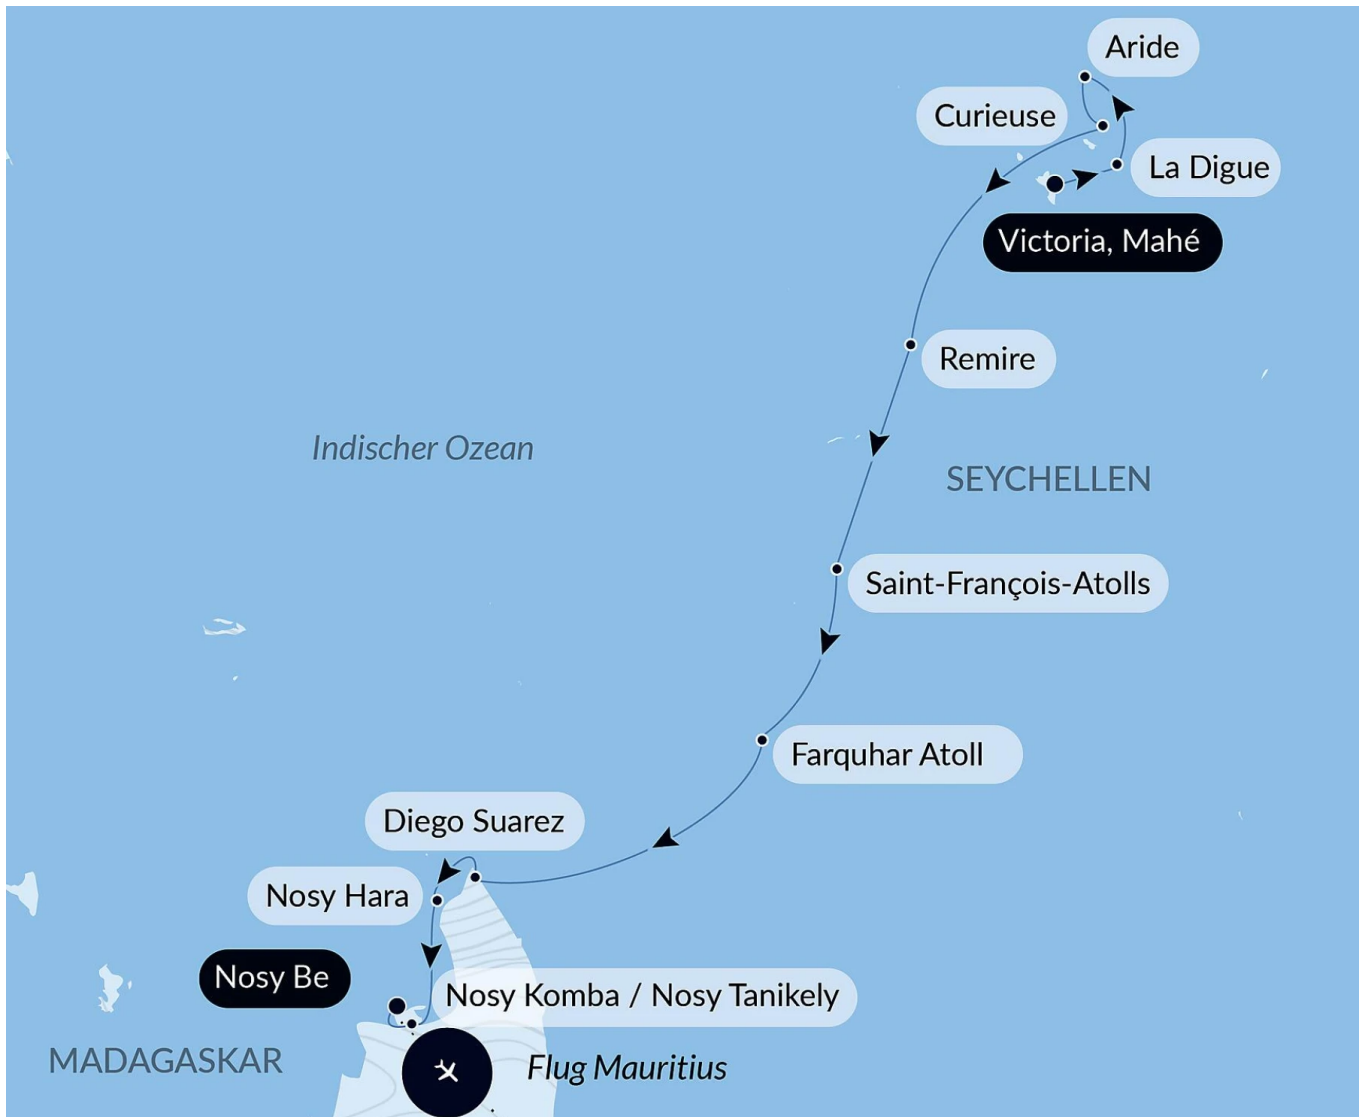 Aride
Curieuse
La Digue
Victoria, Mahé
Remire
Indischer Ozean
SEYCHELLEN
Saint-François-Atolls
Farquhar Atoll
Diego Suarez
Nosy Hara
Nosy Be
Nosy Komba / Nosy Tanikely
MADAGASKAR
Flug Mauritius